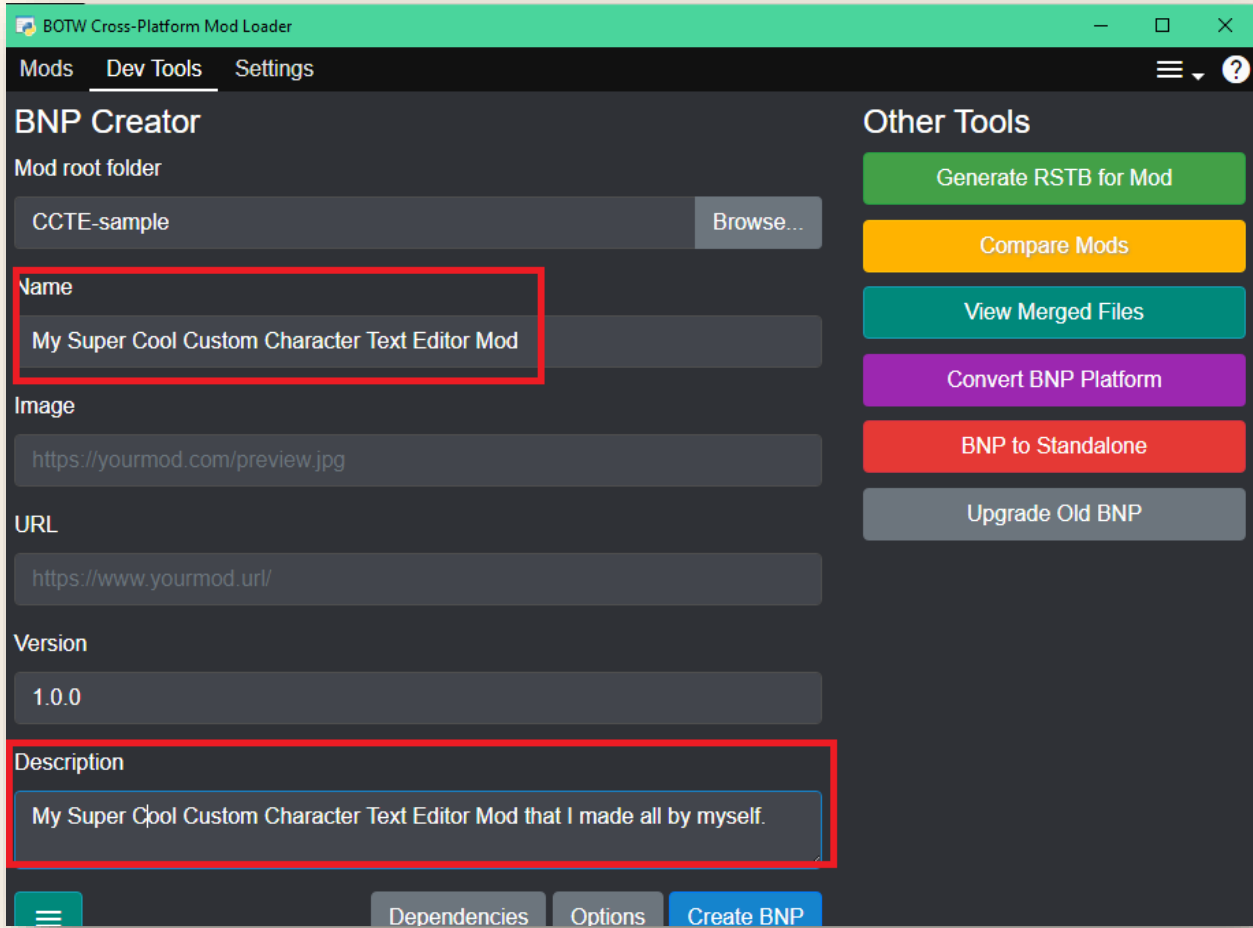 BOTW Cross-Platform Mod Loader
Mods Dev Tools Settings
BNP Creator
Mod root folder
CCTE-sample Browse...
Name
My Super Cool Custom Character Text Editor Mod
Image
https://yourmod.com/preview.jpg
URL
https://www.yourmod.url/
Version
1.0.0
Description
My Super Cool Custom Character Text Editor Mod that I made all by myself.
Dependencies Options Create BNP
Other Tools
Generate RSTB for Mod
Compare Mods
View Merged Files
Convert BNP Platform
BNP to Standalone
Upgrade Old BNP